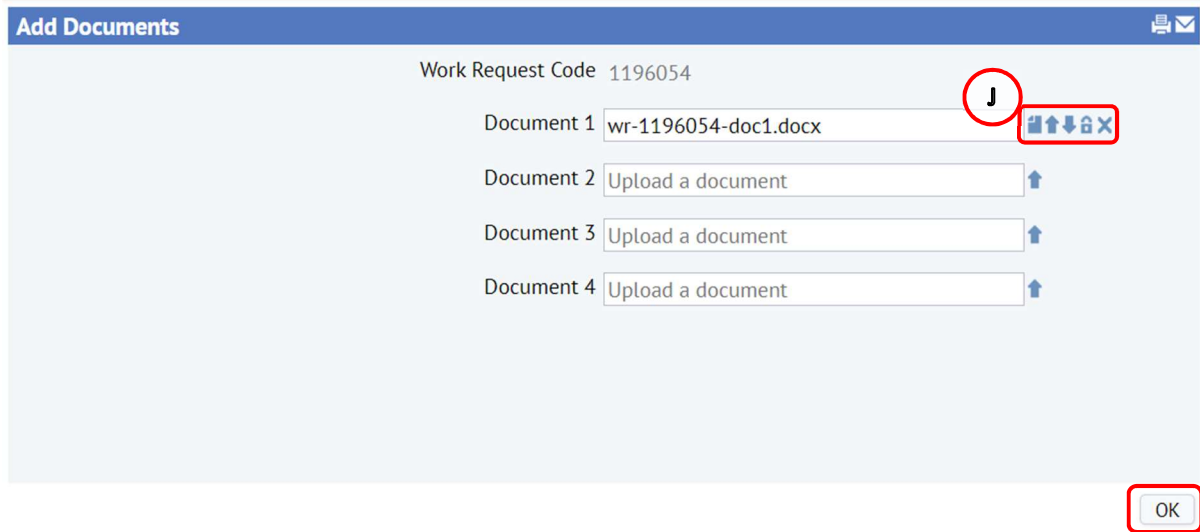 Add Documents
Work Request Code 1196054
J
Document 1 wr-1196054-doc1.docx
Document 2 Upload a document
Document 3 Upload a document
Document 4 Upload a document
OK